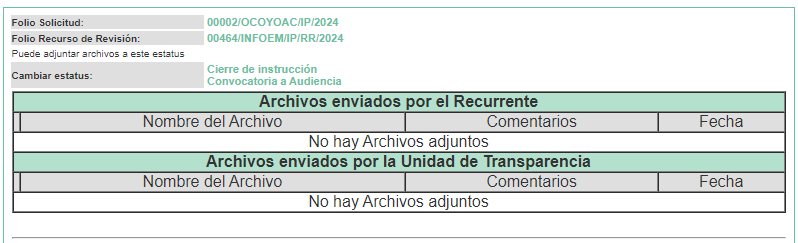 Folio Solicitud: 00002/OCOYOAC/IP/2024
Folio Recurso de Revisión: 00464/INFOEM/IP/RR/2024
Puede adjuntar archivos a este estatus
Cambiar estatus: Cierre de instrucción
Convocatoria a Audiencia
Archivos enviados por el Recurrente
Nombre del Archivo Comentarios Fecha
No hay Archivos adjuntos
Archivos enviados por la Unidad de Transparencia
Nombre del Archivo Comentarios Fecha
No hay Archivos adjuntos